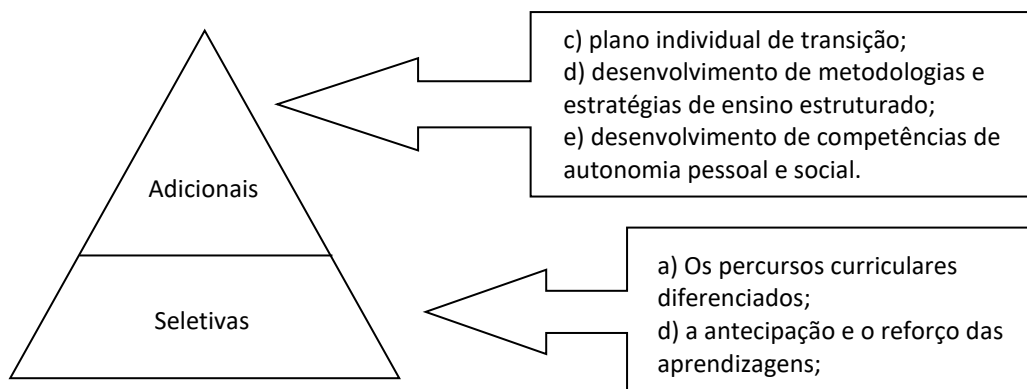 c) plano individual de transição;
d) desenvolvimento de metodologias e
estratégias de ensino estruturado;
e) desenvolvimento de competências de
autonomia pessoal e social.
Adicionais
a) Os percursos curriculares
diferenciados;
d) a antecipação e o reforço das
aprendizagens;
Seletivas